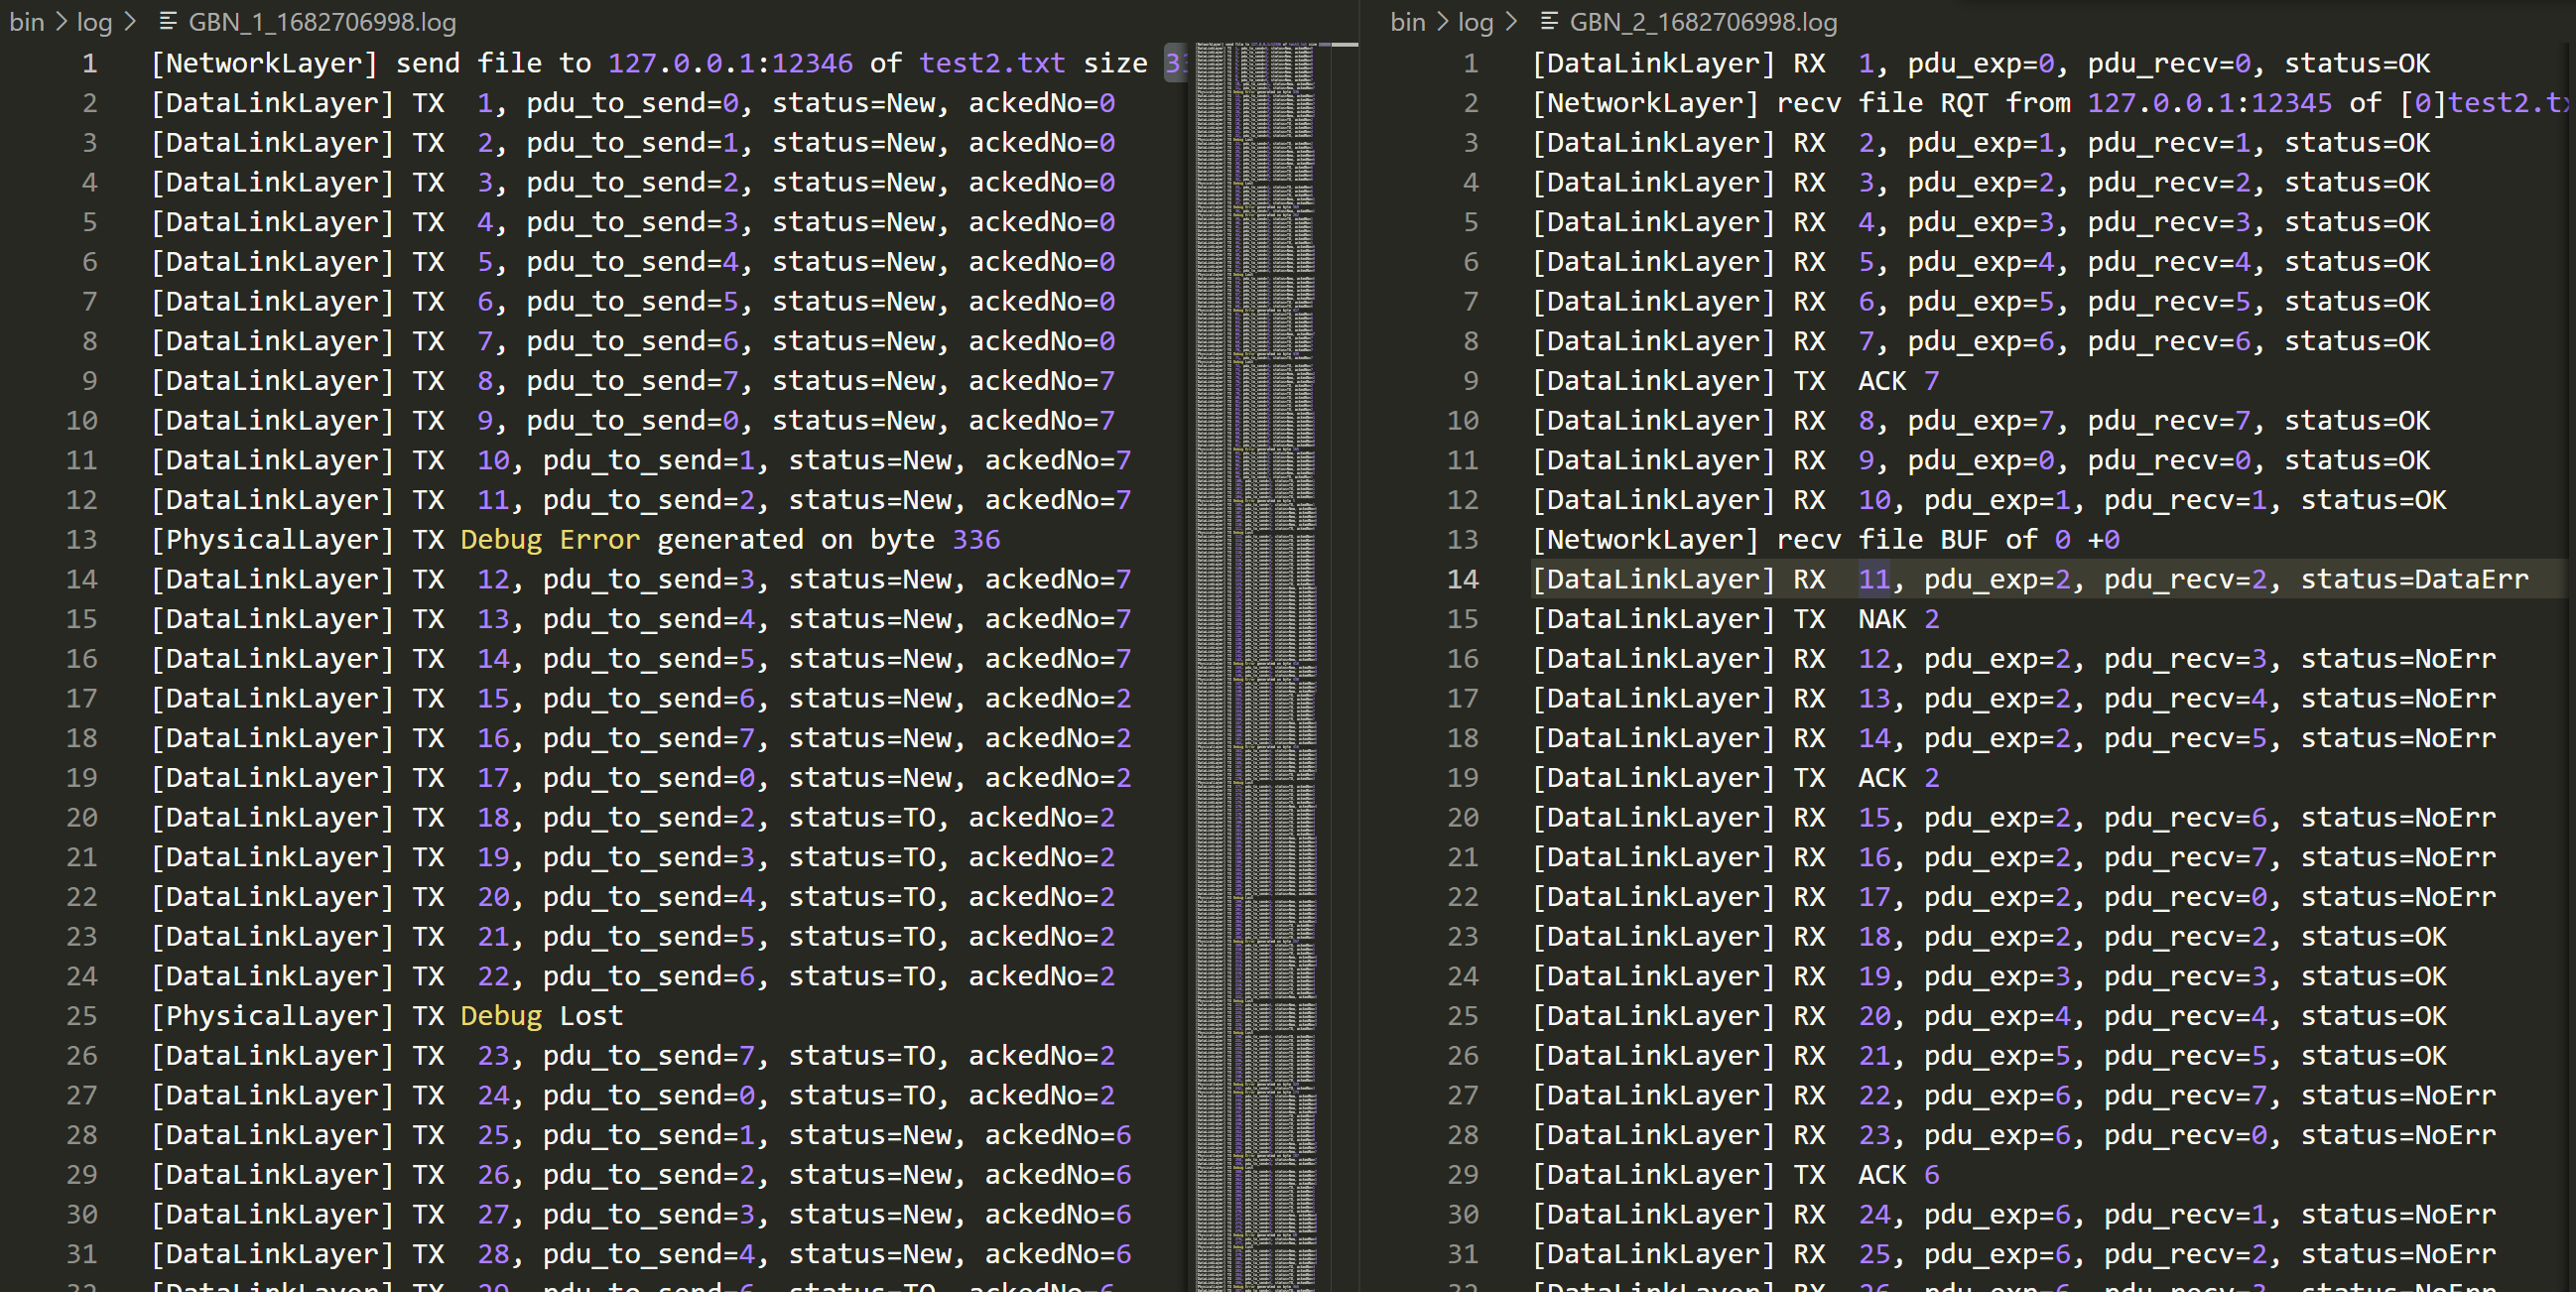 bin > log > GBN_1_1682706998.log
1 [NetworkLayer] send file to 127.0.0.1:12346 of test2.txt size
2 [DataLinkLayer] TX 1, pdu_to_send=0, status=New, ackedNo=0
3 [DataLinkLayer] TX 2, pdu_to_send=1, status=New, ackedNo=0
4 [DataLinkLayer] TX 3, pdu_to_send=2, status=New, ackedNo=0
5 [DataLinkLayer] TX 4, pdu_to_send=3, status=New, ackedNo=0
6 [DataLinkLayer] TX 5, pdu_to_send=4, status=New, ackedNo=0
7 [DataLinkLayer] TX 6, pdu_to_send=5, status=New, ackedNo=0
8 [DataLinkLayer] TX 7, pdu_to_send=6, status=New, ackedNo=0
9 [DataLinkLayer] TX 8, pdu_to_send=7, status=New, ackedNo=7
10 [DataLinkLayer] TX 9, pdu_to_send=0, status=New, ackedNo=7
11 [DataLinkLayer] TX 10, pdu_to_send=1, status=New, ackedNo=7
12 [DataLinkLayer] TX 11, pdu_to_send=2, status=New, ackedNo=7
13 [PhysicalLayer] TX Debug Error generated on byte 336
14 [DataLinkLayer] TX 12, pdu_to_send=3, status=New, ackedNo=7
15 [DataLinkLayer] TX 13, pdu_to_send=4, status=New, ackedNo=7
16 [DataLinkLayer] TX 14, pdu_to_send=5, status=New, ackedNo=7
17 [DataLinkLayer] TX 15, pdu_to_send=6, status=New, ackedNo=2
18 [DataLinkLayer] TX 16, pdu_to_send=7, status=New, ackedNo=2
19 [DataLinkLayer] TX 17, pdu_to_send=0, status=New, ackedNo=2
20 [DataLinkLayer] TX 18, pdu_to_send=2, status=TO, ackedNo=2
21 [DataLinkLayer] TX 19, pdu_to_send=3, status=TO, ackedNo=2
22 [DataLinkLayer] TX 20, pdu_to_send=4, status=TO, ackedNo=2
23 [DataLinkLayer] TX 21, pdu_to_send=5, status=TO, ackedNo=2
24 [DataLinkLayer] TX 22, pdu_to_send=6, status=TO, ackedNo=2
25 [PhysicalLayer] TX Debug Lost
26 [DataLinkLayer] TX 23, pdu_to_send=7, status=TO, ackedNo=2
27 [DataLinkLayer] TX 24, pdu_to_send=0, status=TO, ackedNo=2
28 [DataLinkLayer] TX 25, pdu_to_send=1, status=New, ackedNo=6
29 [DataLinkLayer] TX 26, pdu_to_send=2, status=New, ackedNo=6
30 [DataLinkLayer] TX 27, pdu_to_send=3, status=New, ackedNo=6
31 [DataLinkLayer] TX 28, pdu_to_send=4, status=New, ackedNo=6
32 [DataLinkLayer] TX 29, pdu_to_send=6, status=TO, ackedNo=6
bin > log > GBN_2_1682706998.log
1 [DataLinkLayer] RX 1, pdu_exp=0, pdu_recv=0, status=OK
2 [NetworkLayer] recv file RQT from 127.0.0.1:12345 of [0]test2.tx
3 [DataLinkLayer] RX 2, pdu_exp=1, pdu_recv=1, status=OK
4 [DataLinkLayer] RX 3, pdu_exp=2, pdu_recv=2, status=OK
5 [DataLinkLayer] RX 4, pdu_exp=3, pdu_recv=3, status=OK
6 [DataLinkLayer] RX 5, pdu_exp=4, pdu_recv=4, status=OK
7 [DataLinkLayer] RX 6, pdu_exp=5, pdu_recv=5, status=OK
8 [DataLinkLayer] RX 7, pdu_exp=6, pdu_recv=6, status=OK
9 [DataLinkLayer] TX ACK 7
10 [DataLinkLayer] RX 8, pdu_exp=7, pdu_recv=7, status=OK
11 [DataLinkLayer] RX 9, pdu_exp=0, pdu_recv=0, status=OK
12 [DataLinkLayer] RX 10, pdu_exp=1, pdu_recv=1, status=OK
13 [NetworkLayer] recv file BUF of 0 +0
14 [DataLinkLayer] RX 11, pdu_exp=2, pdu_recv=2, status=DataErr
15 [DataLinkLayer] TX NAK 2
16 [DataLinkLayer] RX 12, pdu_exp=2, pdu_recv=3, status=NoErr
17 [DataLinkLayer] RX 13, pdu_exp=2, pdu_recv=4, status=NoErr
18 [DataLinkLayer] RX 14, pdu_exp=2, pdu_recv=5, status=NoErr
19 [DataLinkLayer] TX ACK 2
20 [DataLinkLayer] RX 15, pdu_exp=2, pdu_recv=6, status=NoErr
21 [DataLinkLayer] RX 16, pdu_exp=2, pdu_recv=7, status=NoErr
22 [DataLinkLayer] RX 17, pdu_exp=2, pdu_recv=0, status=NoErr
23 [DataLinkLayer] RX 18, pdu_exp=2, pdu_recv=2, status=OK
24 [DataLinkLayer] RX 19, pdu_exp=3, pdu_recv=3, status=OK
25 [DataLinkLayer] RX 20, pdu_exp=4, pdu_recv=4, status=OK
26 [DataLinkLayer] RX 21, pdu_exp=5, pdu_recv=5, status=OK
27 [DataLinkLayer] RX 22, pdu_exp=6, pdu_recv=7, status=NoErr
28 [DataLinkLayer] RX 23, pdu_exp=6, pdu_recv=0, status=NoErr
29 [DataLinkLayer] TX ACK 6
30 [DataLinkLayer] RX 24, pdu_exp=6, pdu_recv=1, status=NoErr
31 [DataLinkLayer] RX 25, pdu_exp=6, pdu_recv=2, status=NoErr
32 [DataLinkLayer] RX 26, pdu_exp=6, pdu_recv=3, status=NoErr